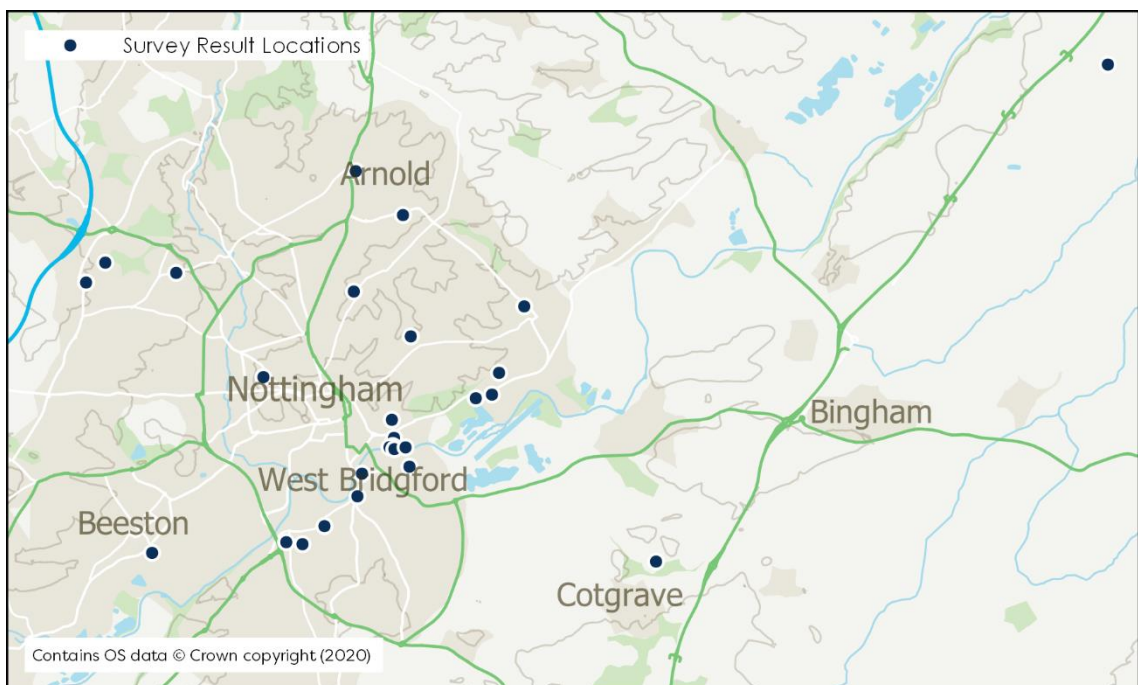 Survey Result Locations
Arnold
Nottingham
Bingham
West Bridgford
Beeston
Cotgrave
Contains OS data © Crown copyright (2020)